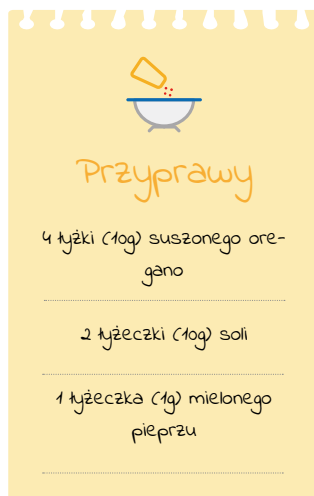 Przyprawy
4 łyżki (10g) suszonego ore-
gano
2 łyżeczki (10g) soli
1 łyżeczka (1g) mielonego
pieprzu